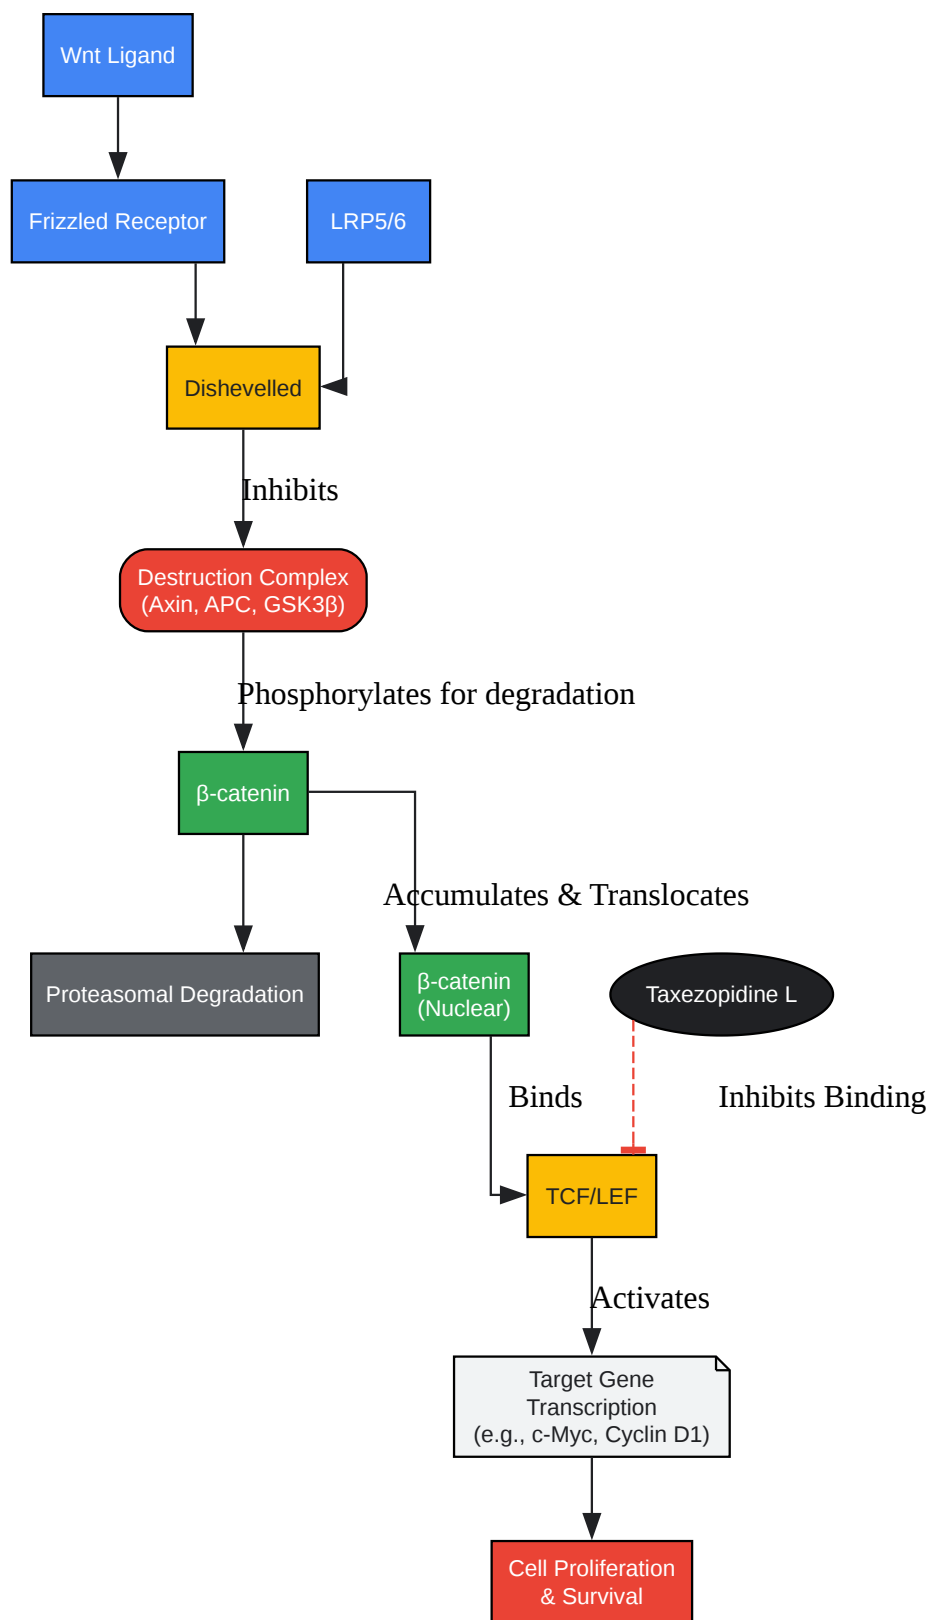 Wnt Ligand
Frizzled Receptor
LRP5/6
Dishevelled
Inhibits
Destruction Complex
(Axin, APC, GSK3β)
Phosphorylates for degradation
β-catenin
Accumulates & Translocates
Proteasomal Degradation
β-catenin
(Nuclear)
Taxezopidine L
Binds
Inhibits Binding
TCF/LEF
Activates
Target Gene
Transcription
(e.g., c-Myc, Cyclin D1)
Cell Proliferation
& Survival